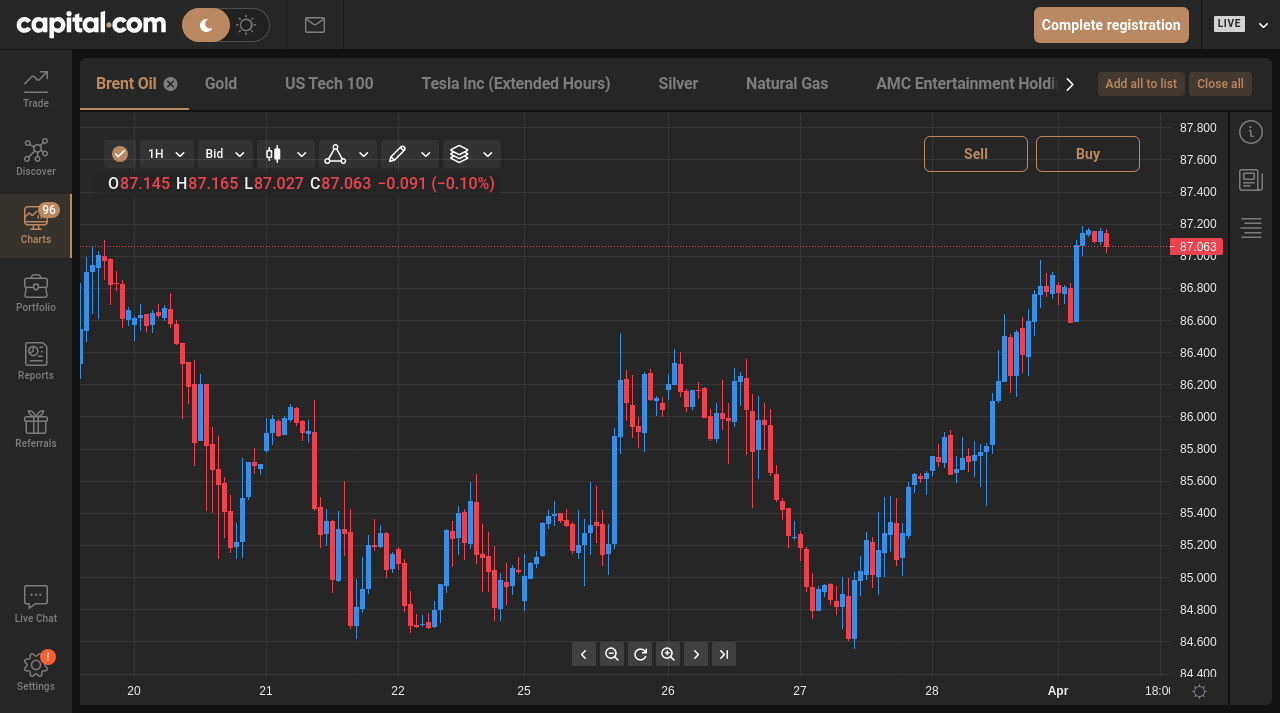 capital.com
Complete registration
LIVE
Trade
Discover
96
Charts
Portfolio
Reports
Referrals
Live Chat
!
Settings
Brent Oil
Gold
US Tech 100
Tesla Inc (Extended Hours)
Silver
Natural Gas
AMC Entertainment Holdi
Add all to list
Close all
1H
Bid
Sell
Buy
O87.145 H87.165 L87.027 C87.063 −0.091 (−0.10%)
87.800
87.600
87.400
87.200
87.063
87.000
86.800
86.600
86.400
86.200
86.000
85.800
85.600
85.400
85.200
85.000
84.800
84.600
84.400
20
21
22
25
26
27
28
Apr
18:00